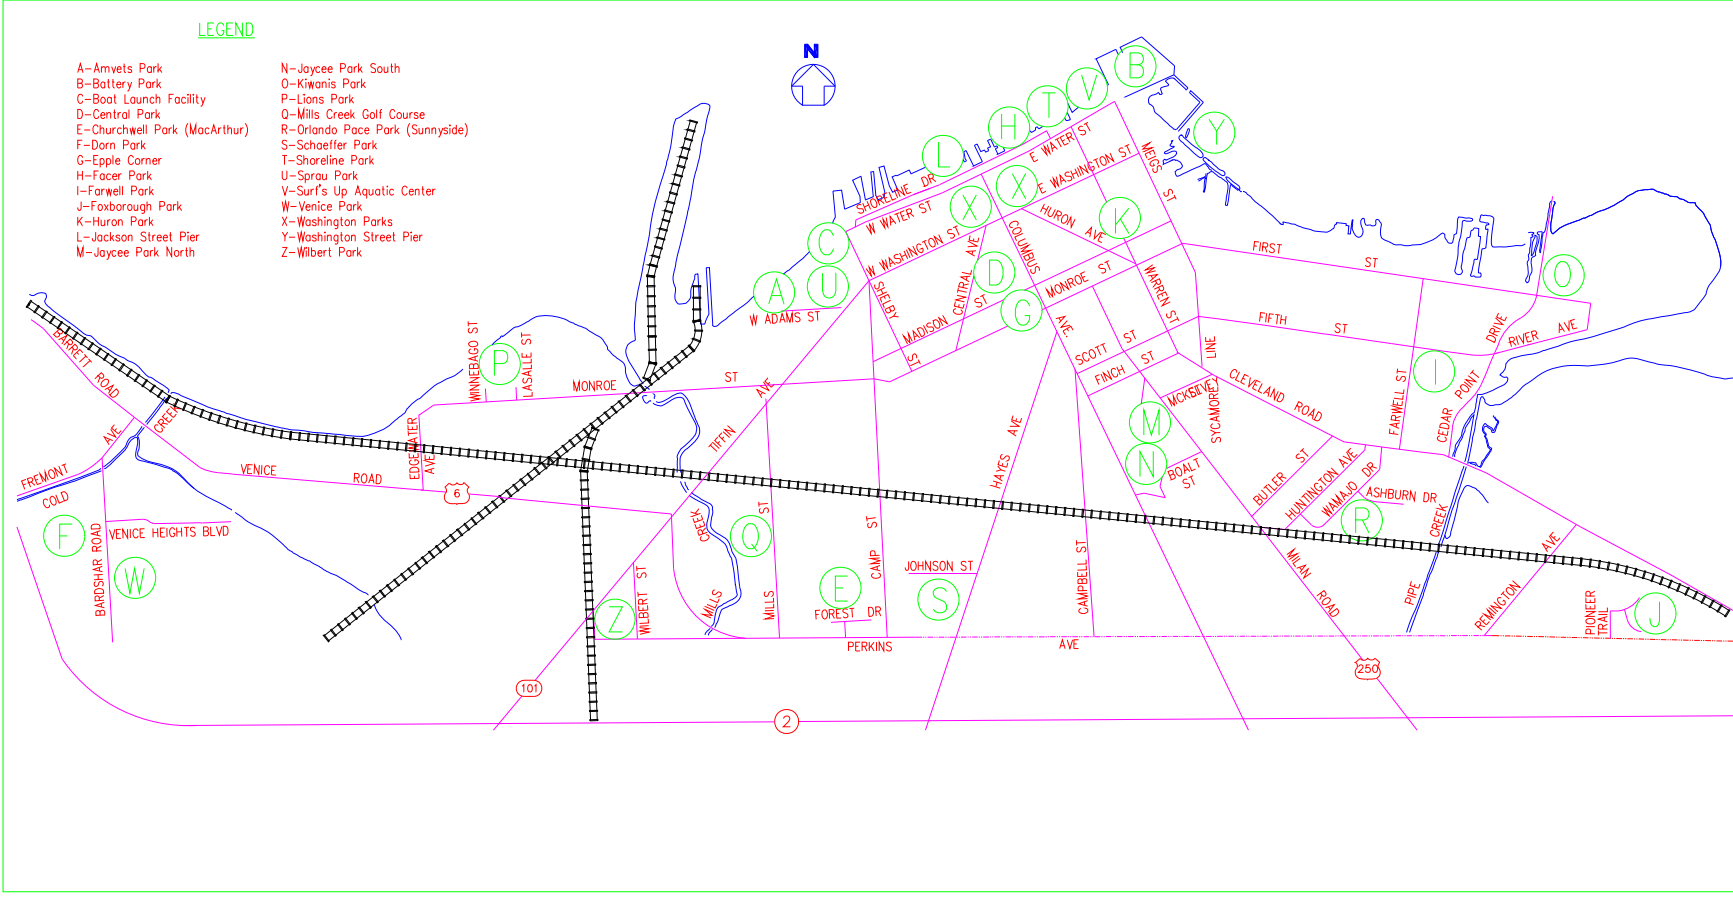 LEGEND
A-Amvets Park
B-Battery Park
C-Boat Launch Facility
D-Central Park
E-Churchwell Park (MacArthur)
F-Dorn Park
G-Epple Corner
H-Facer Park
I-Farwell Park
J-Foxborough Park
K-Huron Park
L-Jackson Street Pier
M-Jaycee Park North
N-Jaycee Park South
O-Kiwanis Park
P-Lions Park
Q-Mills Creek Golf Course
R-Orlando Pace Park (Sunnyside)
S-Schaeffer Park
T-Shoreline Park
U-Sprau Park
V-Surf's Up Aquatic Center
W-Venice Park
X-Washington Parks
Y-Washington Street Pier
Z-Wilbert Park
N
B
V
T
H
Y
L
X
X
K
C
U
A
D
G
O
P
I
M
N
R
F
W
Q
E
S
Z
J
SHORELINE DR
E WATER ST
W WATER ST
E WASHINGTON ST
W WASHINGTON ST
MEIGS ST
HURON AVE
COLUMBUS AVE.
CENTRAL AVE
SHELBY ST
MADISON ST
MONROE ST
W ADAMS ST
WARREN ST
FIRST ST
FIFTH ST
RIVER AVE
CEDAR POINT DRIVE
SCOTT ST
FINCH ST
LINE
SYCAMORE
CLEVELAND ROAD
FARWELL ST
BARRETT ROAD
WINNEBAGO ST
LASALLE ST
MONROE ST
TIFFIN AVE
EDGEWATER AVE
FREMONT AVE
COLD CREEK
VENICE ROAD
6
VENICE HEIGHTS BLVD
BARDSHAR ROAD
HAYES AVE
BOALT ST
BUTLER ST
HUNTINGTON AVE
WAMAJO DR
ASHBURN DR
MILLS CREEK
MILLS ST
CAMP ST
JOHNSON ST
FOREST DR
WILBERT ST
CAMPBELL ST
MILAN ROAD
PIPE CREEK
REMINGTON AVE
PIONEER TRAIL
PERKINS AVE
101
250
2